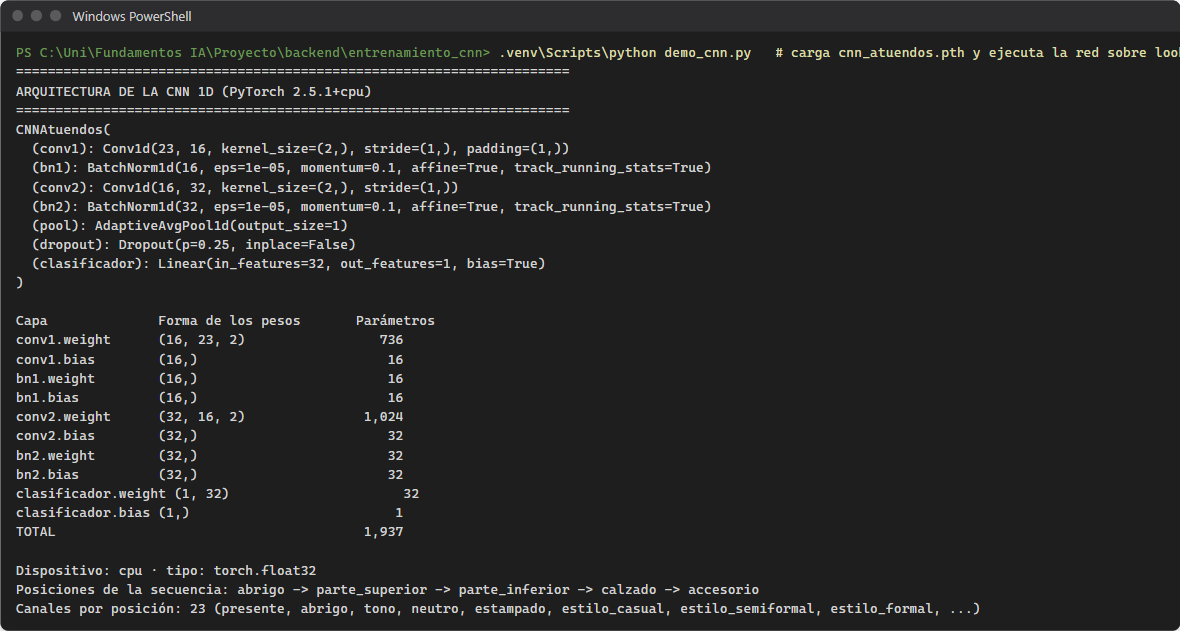 Windows PowerShell
PS C:\Uni\Fundamentos IA\Proyecto\backend\entrenamiento_cnn> .venv\Scripts\python demo_cnn.py   # carga cnn_atuendos.pth y ejecuta la red sobre
======================================================================
ARQUITECTURA DE LA CNN 1D (PyTorch 2.5.1+cpu)
======================================================================
CNNAtuendos(
  (conv1): Conv1d(23, 16, kernel_size=(2,), stride=(1,), padding=(1,))
  (bn1): BatchNorm1d(16, eps=1e-05, momentum=0.1, affine=True, track_running_stats=True)
  (conv2): Conv1d(16, 32, kernel_size=(2,), stride=(1,))
  (bn2): BatchNorm1d(32, eps=1e-05, momentum=0.1, affine=True, track_running_stats=True)
  (pool): AdaptiveAvgPool1d(output_size=1)
  (dropout): Dropout(p=0.25, inplace=False)
  (clasificador): Linear(in_features=32, out_features=1, bias=True)
)
Capa              Forma de los pesos       Parámetros
conv1.weight      (16, 23, 2)                 736
conv1.bias        (16,)                        16
bn1.weight        (16,)                        16
bn1.bias          (16,)                        16
conv2.weight      (32, 16, 2)               1,024
conv2.bias        (32,)                        32
bn2.weight        (32,)                        32
bn2.bias          (32,)                        32
clasificador.weight (1, 32)                      32
clasificador.bias (1,)                          1
TOTAL                                       1,937
Dispositivo: cpu · tipo: torch.float32
Posiciones de la secuencia: abrigo -> parte_superior -> parte_inferior -> calzado -> accesorio
Canales por posición: 23 (presente, abrigo, tono, neutro, estampado, estilo_casual, estilo_semiformal, estilo_formal, ...)